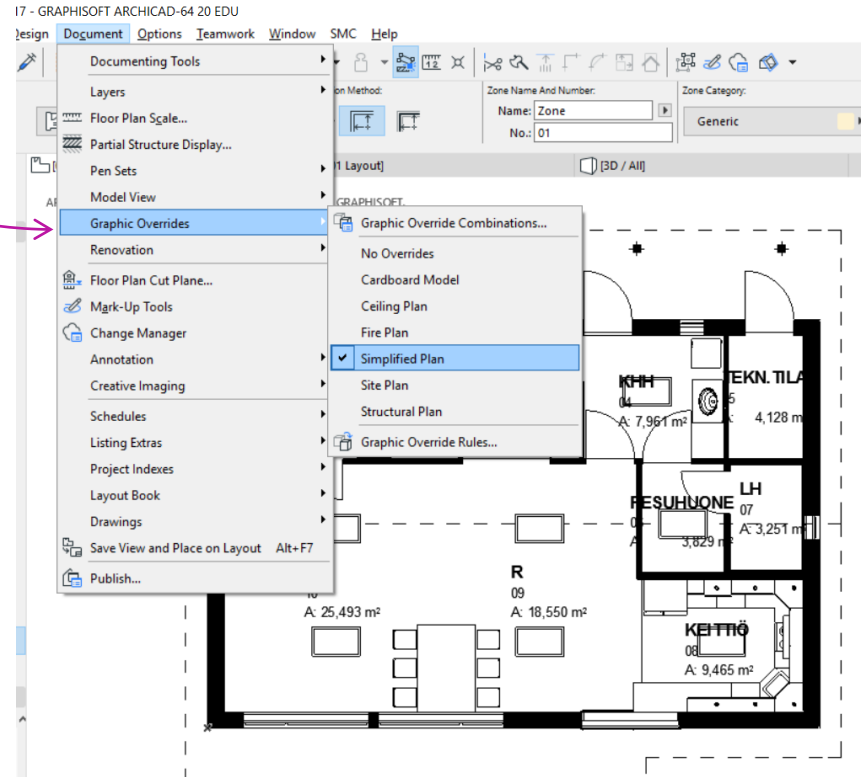 17 - GRAPHISOFT ARCHICAD-64 20 EDU
Design Document Options Teamwork Window SMC Help
Documenting Tools
Layers
Floor Plan Scale...
Partial Structure Display...
Pen Sets
Model View
Graphic Overrides
Renovation
Floor Plan Cut Plane...
Mark-Up Tools
Change Manager
Annotation
Creative Imaging
Schedules
Listing Extras
Project Indexes
Layout Book
Drawings
Save View and Place on Layout Alt+F7
Publish...
on Method:
Zone Name And Number:
Name: Zone
No.: 01
Zone Category:
Generic
01 Layout]
[3D / All]
GRAPHISOFT.
Graphic Override Combinations...
No Overrides
Cardboard Model
Ceiling Plan
Fire Plan
Simplified Plan
Site Plan
Structural Plan
Graphic Override Rules...
KHH
04
A: 7,961 m²
TEKN. TILA
4,128 m
PESUHUONE
3,829 m²
LH
07
A: 3,251 m
10
A: 25,493 m²
R
09
A: 18,550 m²
KEITTIÖ
08
A: 9,465 m²